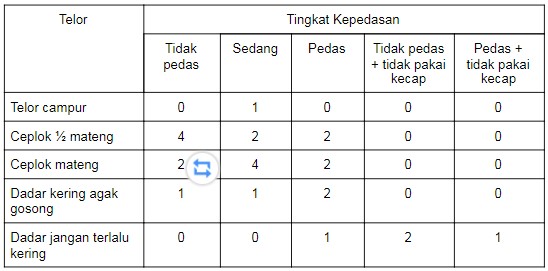 Telor Tingkat Kepedasan
Tidak pedas Sedang Pedas Tidak pedas + tidak pakai kecap Pedas + tidak pakai kecap
Telor campur 0 1 0 0 0
Ceplok ½ mateng 4 2 2 0 0
Ceplok mateng 2 4 2 0 0
Dadar kering agak gosong 1 1 2 0 0
Dadar jangan terlalu kering 0 0 1 2 1